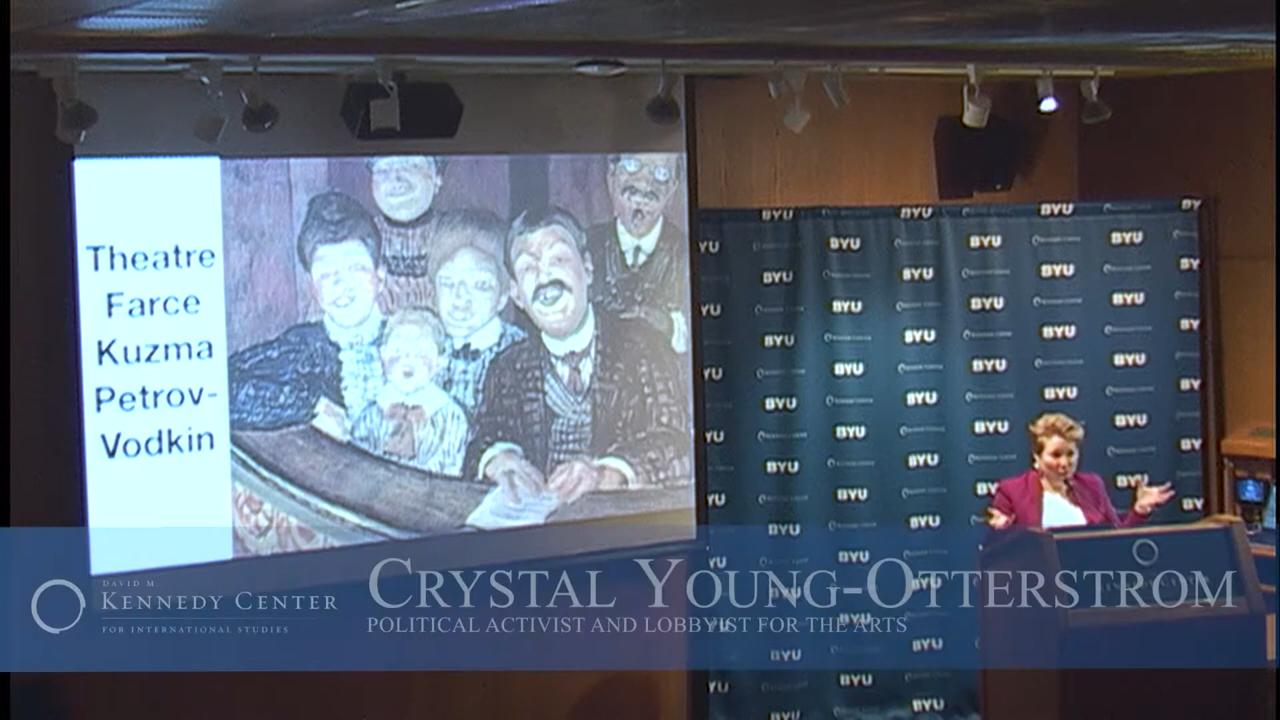 Theatre
Farce
Kuzma
Petrov-
Vodkin
BYU
DAVID M.
KENNEDY CENTER
FOR INTERNATIONAL STUDIES
CRYSTAL YOUNG-OTTERSTROM
POLITICAL ACTIVIST AND LOBBYIST FOR THE ARTS